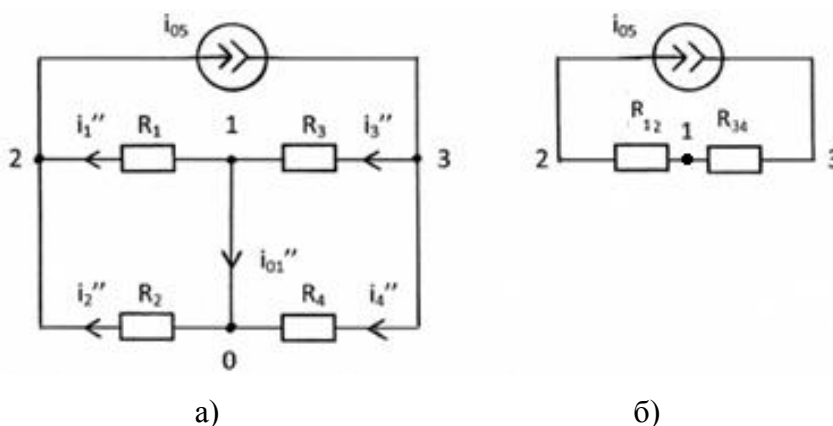 i₀₅
i₁′′ R₁ 1 R₃ i₃′′
2 3
i₀₁′′
i₂′′ R₂ R₄ i₄′′
0
а)
i₀₅
R₁₂ 1 R₃₄
2 3
б)